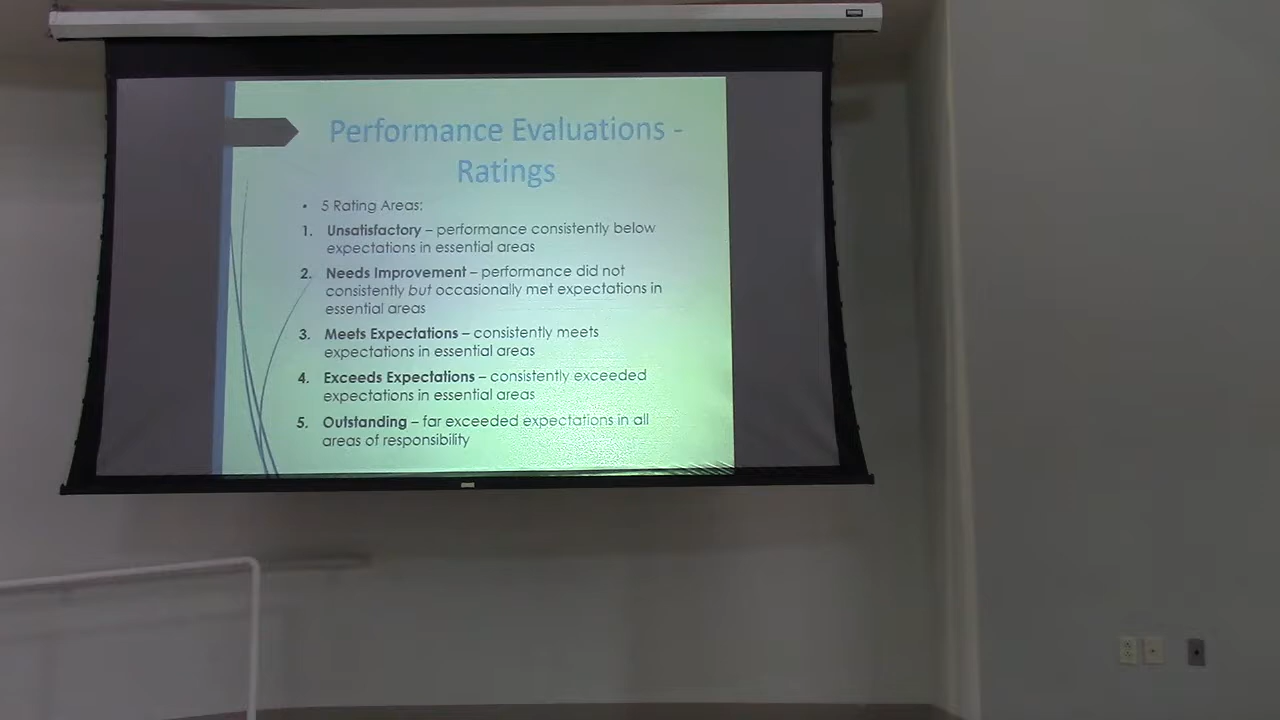 Performance Evaluations -
Ratings
• 5 Rating Areas:
1. Unsatisfactory – performance consistently below
expectations in essential areas
2. Needs Improvement – performance did not
consistently but occasionally met expectations in
essential areas
3. Meets Expectations – consistently meets
expectations in essential areas
4. Exceeds Expectations – consistently exceeded
expectations in essential areas
5. Outstanding – far exceeded expectations in all
areas of responsibility